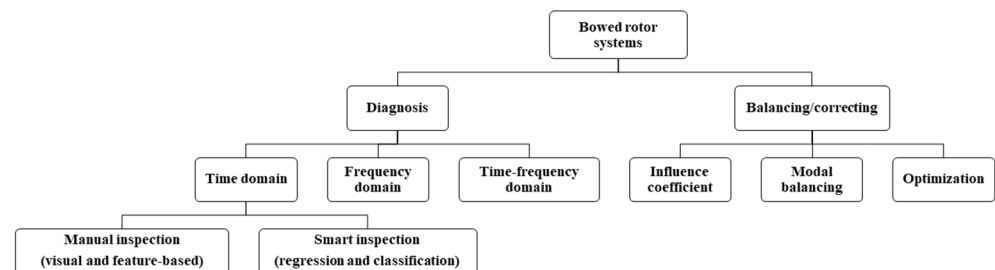 Bowed rotor
systems
Diagnosis
Balancing/correcting
Time domain
Frequency
domain
Time-frequency
domain
Influence
coefficient
Modal
balancing
Optimization
Manual inspection
(visual and feature-based)
Smart inspection
(regression and classification)